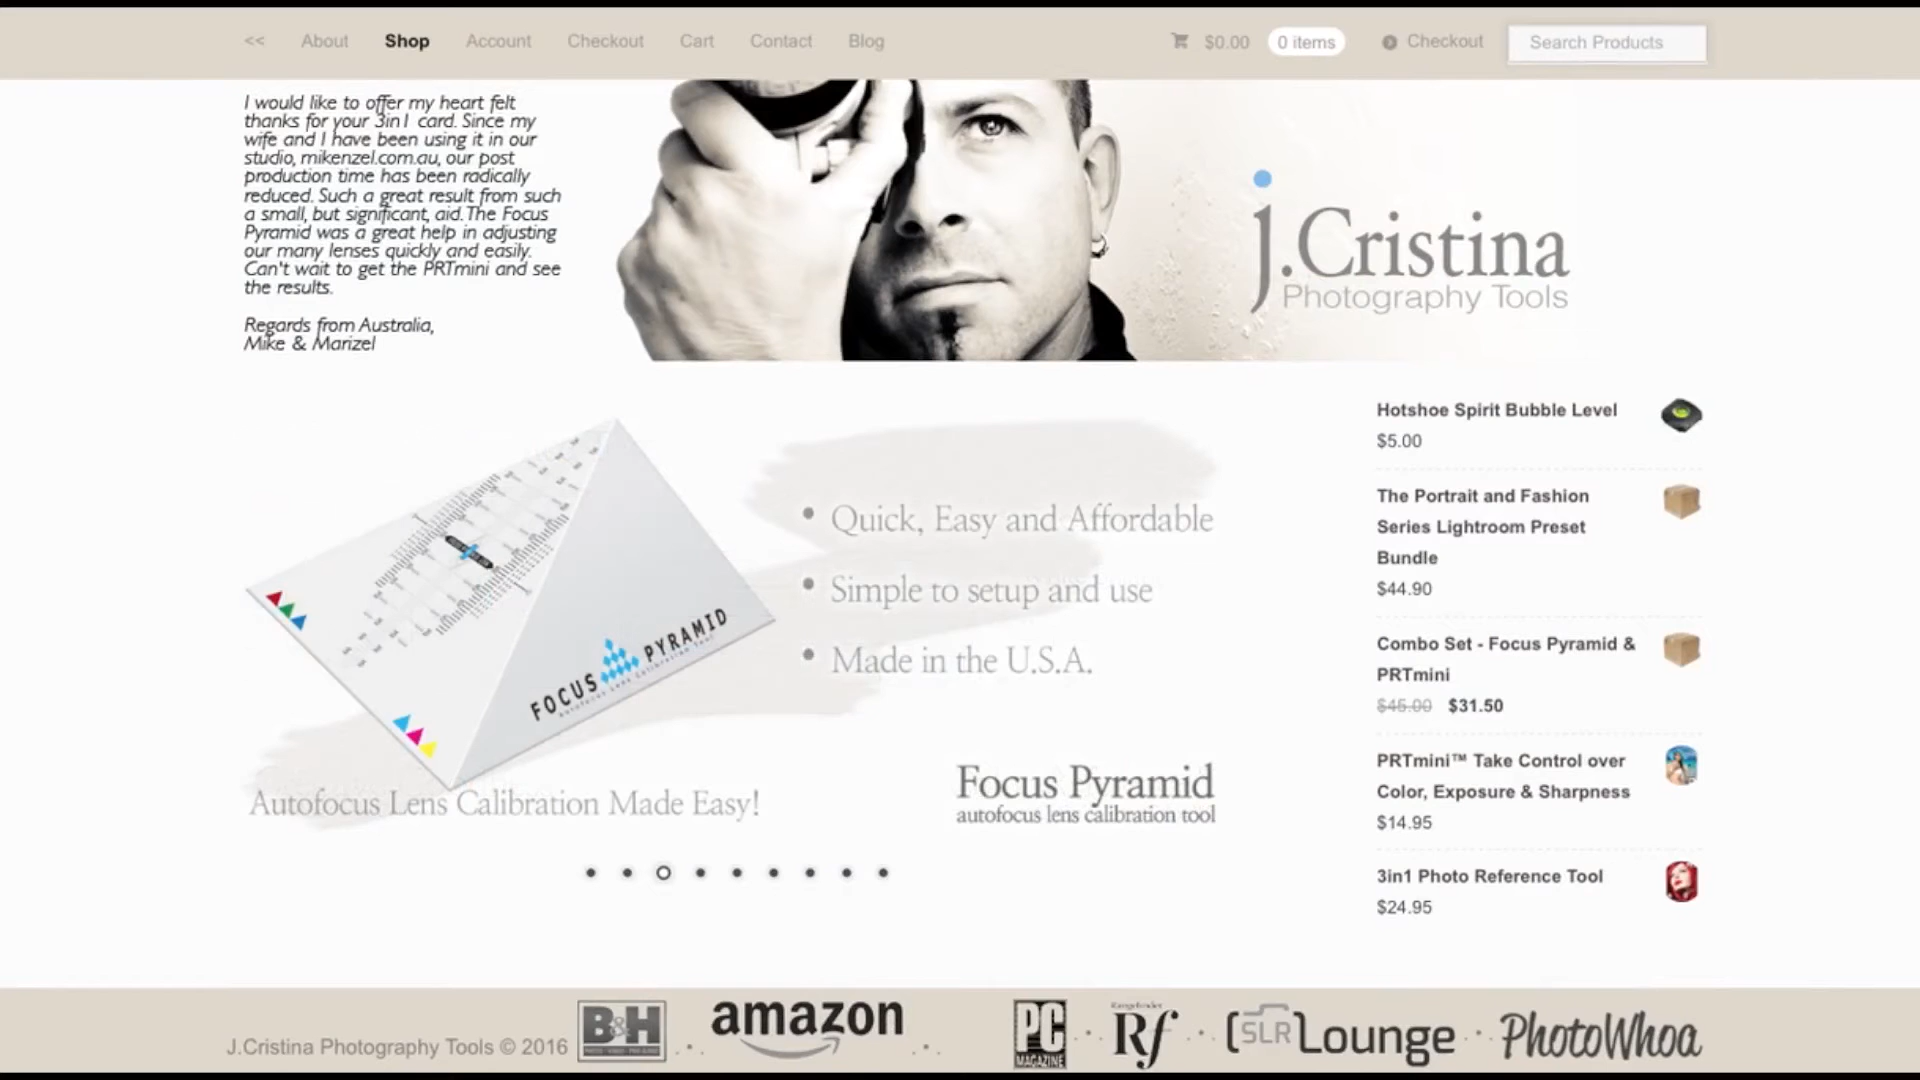 << About Shop Account Checkout Cart Contact Blog $0.00 0 items Checkout Search Products
I would like to offer my heart felt
thanks for your 3in1 card. Since my
wife and I have been using it in our
studio, mikenzel.com.au, our post
production time has been radically
reduced. Such a great result from such
a small, but significant, aid. The Focus
Pyramid was a great help in adjusting
our many lenses quickly and easily.
Can't wait to get the PRTmini and see
the results.
Regards from Australia,
Mike & Marizel
J.Cristina
Photography Tools
FOCUS PYRAMID
Autofocus Lens Calibration Tool
• Quick, Easy and Affordable
• Simple to setup and use
• Made in the U.S.A.
Autofocus Lens Calibration Made Easy!
Focus Pyramid
autofocus lens calibration tool
Hotshoe Spirit Bubble Level
$5.00
The Portrait and Fashion
Series Lightroom Preset
Bundle
$44.90
Combo Set - Focus Pyramid &
PRTmini
$45.00 $31.50
PRTmini™ Take Control over
Color, Exposure & Sharpness
$14.95
3in1 Photo Reference Tool
$24.95
J.Cristina Photography Tools © 2016
B&H
amazon
PC
MAGAZINE
Rangefinder
Rf
SLR Lounge
PhotoWhoa